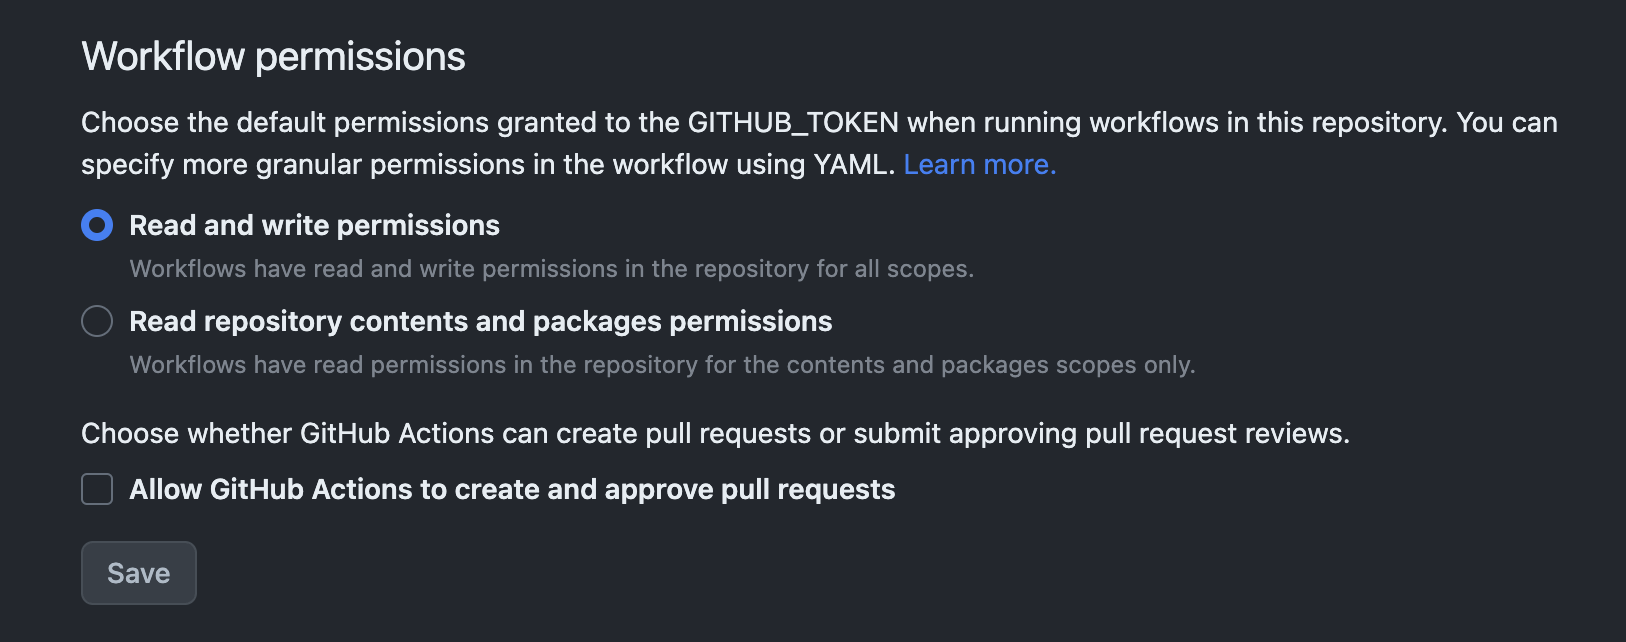 Workflow permissions
Choose the default permissions granted to the GITHUB_TOKEN when running workflows in this repository. You can
specify more granular permissions in the workflow using YAML. Learn more.
Read and write permissions
Workflows have read and write permissions in the repository for all scopes.
Read repository contents and packages permissions
Workflows have read permissions in the repository for the contents and packages scopes only.
Choose whether GitHub Actions can create pull requests or submit approving pull request reviews.
Allow GitHub Actions to create and approve pull requests
Save